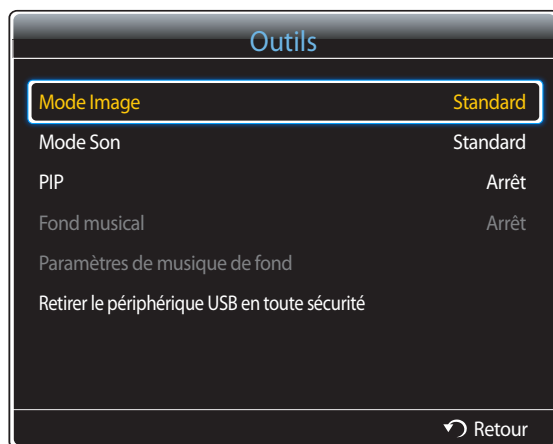 Outils
Mode Image Standard
Mode Son Standard
PIP Arrêt
Fond musical Arrêt
Paramètres de musique de fond
Retirer le périphérique USB en toute sécurité
Retour